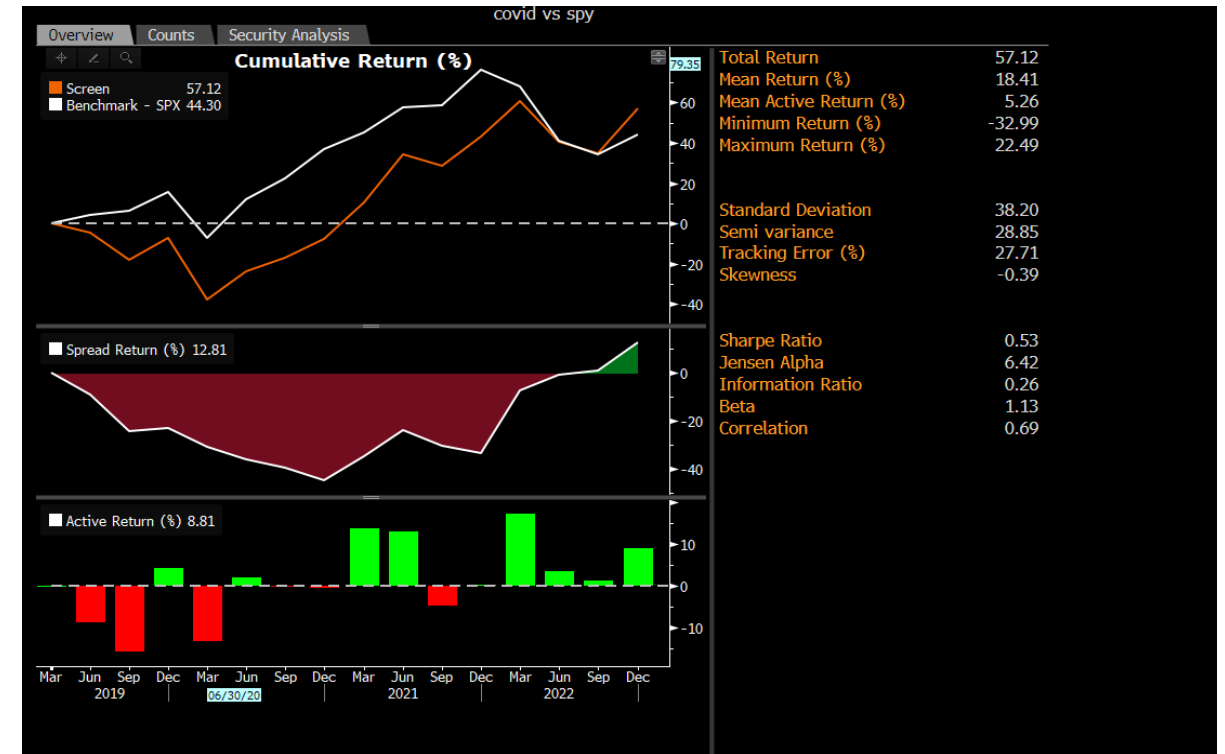 covid vs spy
Overview Counts Security Analysis
Cumulative Return (%)
Screen 57.12
Benchmark - SPX 44.30
79.35
60
40
20
0
-20
-40
Spread Return (%) 12.81
0
-20
-40
Active Return (%) 8.81
10
0
-10
Mar Jun Sep Dec Mar Jun Sep Dec Mar Jun Sep Dec Mar Jun Sep Dec
2019 06/30/20 2021 2022
Total Return 57.12
Mean Return (%) 18.41
Mean Active Return (%) 5.26
Minimum Return (%) -32.99
Maximum Return (%) 22.49
Standard Deviation 38.20
Semi variance 28.85
Tracking Error (%) 27.71
Skewness -0.39
Sharpe Ratio 0.53
Jensen Alpha 6.42
Information Ratio 0.26
Beta 1.13
Correlation 0.69